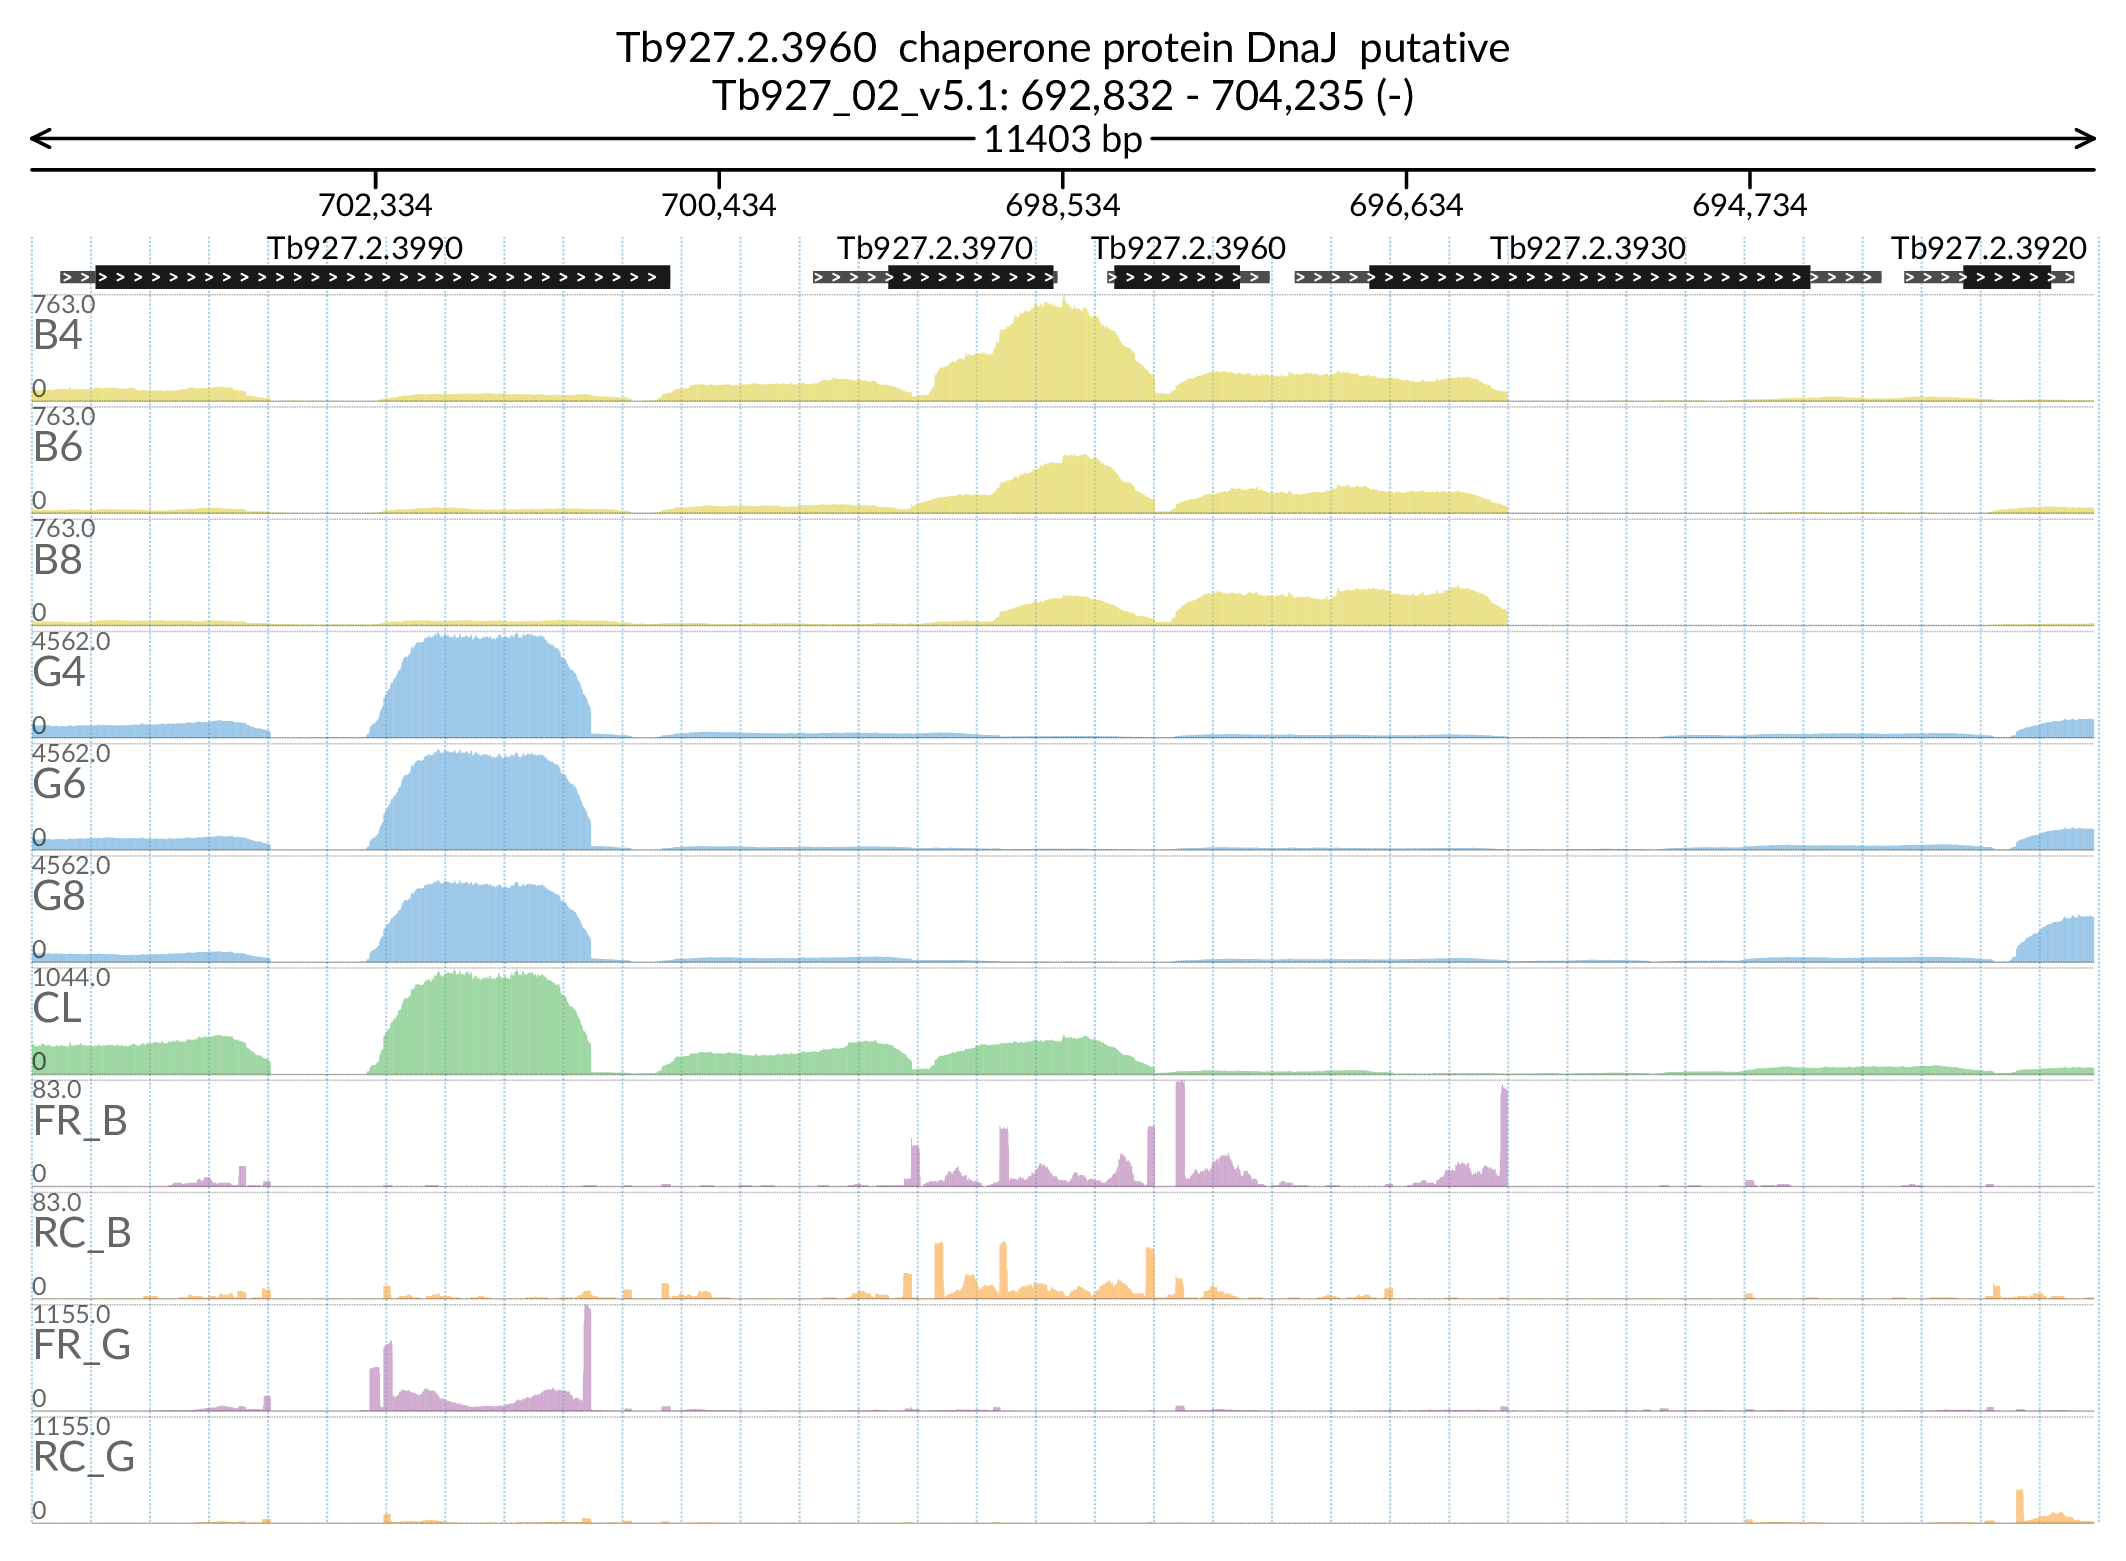 Tb927.2.3960 chaperone protein DnaJ putative
Tb927_02_v5.1: 692,832 - 704,235 (-)
11403 bp
702,334 700,434 698,534 696,634 694,734
Tb927.2.3990 Tb927.2.3970 Tb927.2.3960 Tb927.2.3930 Tb927.2.3920
763.0
B4
0
763.0
B6
0
763.0
B8
0
4562.0
G4
0
4562.0
G6
0
4562.0
G8
0
1044.0
CL
0
83.0
FR_B
0
83.0
RC_B
0
1155.0
FR_G
0
1155.0
RC_G
0